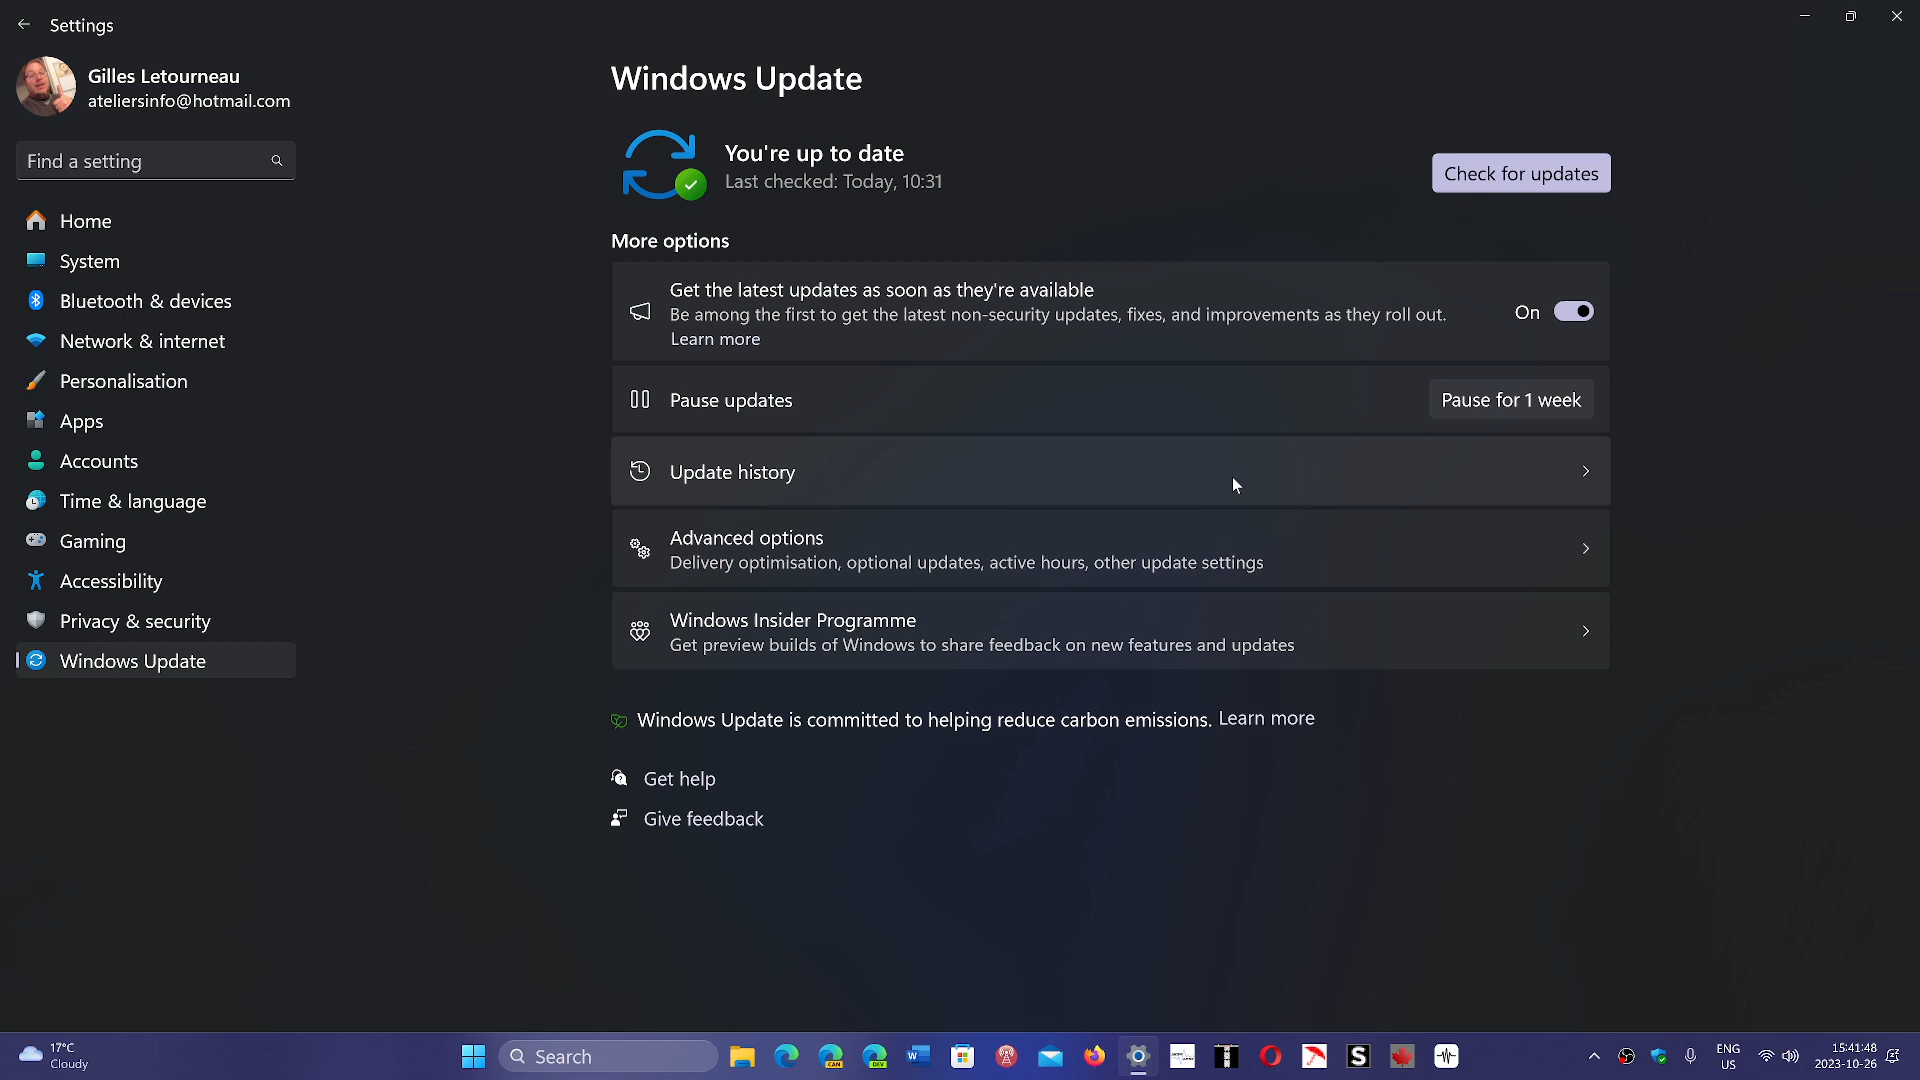 Settings
Gilles Letourneau
ateliersinfo@hotmail.com
Find a setting
Home
System
Bluetooth & devices
Network & internet
Personalisation
Apps
Accounts
Time & language
Gaming
Accessibility
Privacy & security
Windows Update
Windows Update
You're up to date
Last checked: Today, 10:31
Check for updates
More options
Get the latest updates as soon as they're available
Be among the first to get the latest non-security updates, fixes, and improvements as they roll out.
Learn more
On
Pause updates
Pause for 1 week
Update history
Advanced options
Delivery optimisation, optional updates, active hours, other update settings
Windows Insider Programme
Get preview builds of Windows to share feedback on new features and updates
Windows Update is committed to helping reduce carbon emissions. Learn more
Get help
Give feedback
17°C
Cloudy
Search
CAN
DEV
W
S
ENG
US
15:41:48
2023-10-26